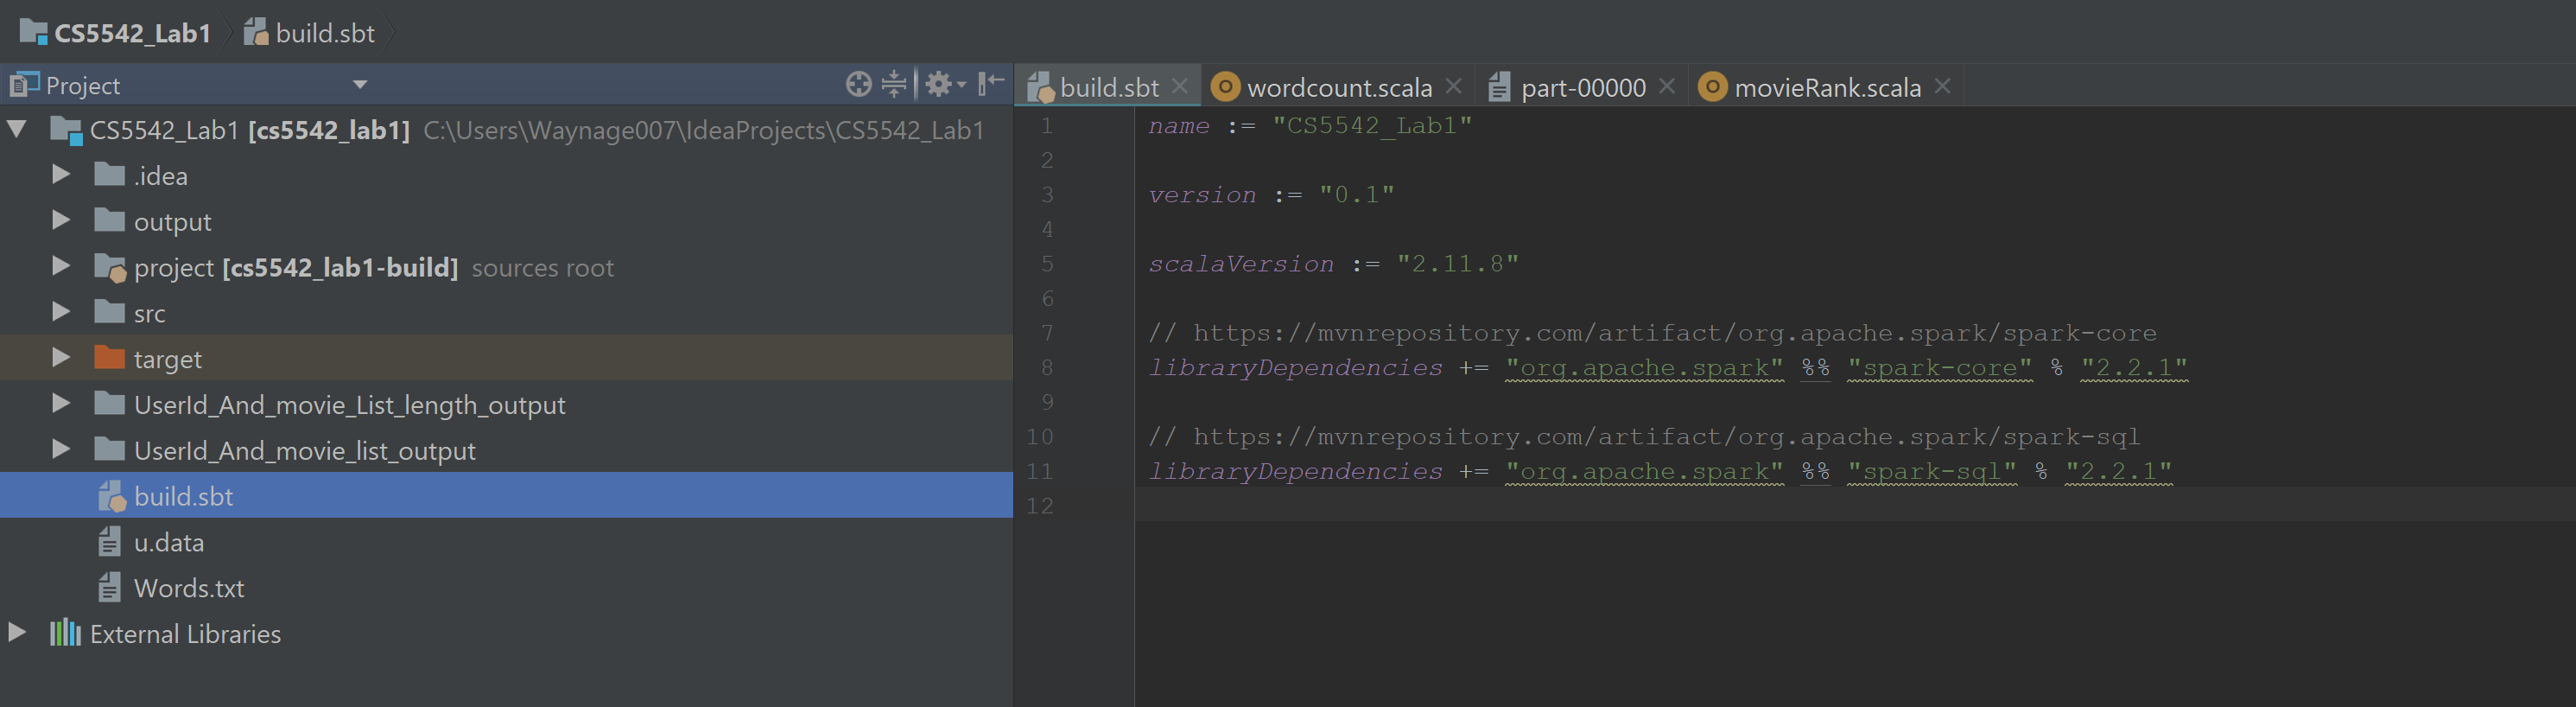 CS5542_Lab1 build.sbt
Project
CS5542_Lab1 [cs5542_lab1] C:\Users\Waynage007\IdeaProjects\CS5542_Lab1
.idea
output
project [cs5542_lab1-build] sources root
src
target
UserId_And_movie_List_length_output
UserId_And_movie_list_output
build.sbt
u.data
Words.txt
External Libraries
build.sbt wordcount.scala part-00000 movieRank.scala
1 name := "CS5542_Lab1"
2
3 version := "0.1"
4
5 scalaVersion := "2.11.8"
6
7 // https://mvnrepository.com/artifact/org.apache.spark/spark-core
8 libraryDependencies += "org.apache.spark" %% "spark-core" % "2.2.1"
9
10 // https://mvnrepository.com/artifact/org.apache.spark/spark-sql
11 libraryDependencies += "org.apache.spark" %% "spark-sql" % "2.2.1"
12